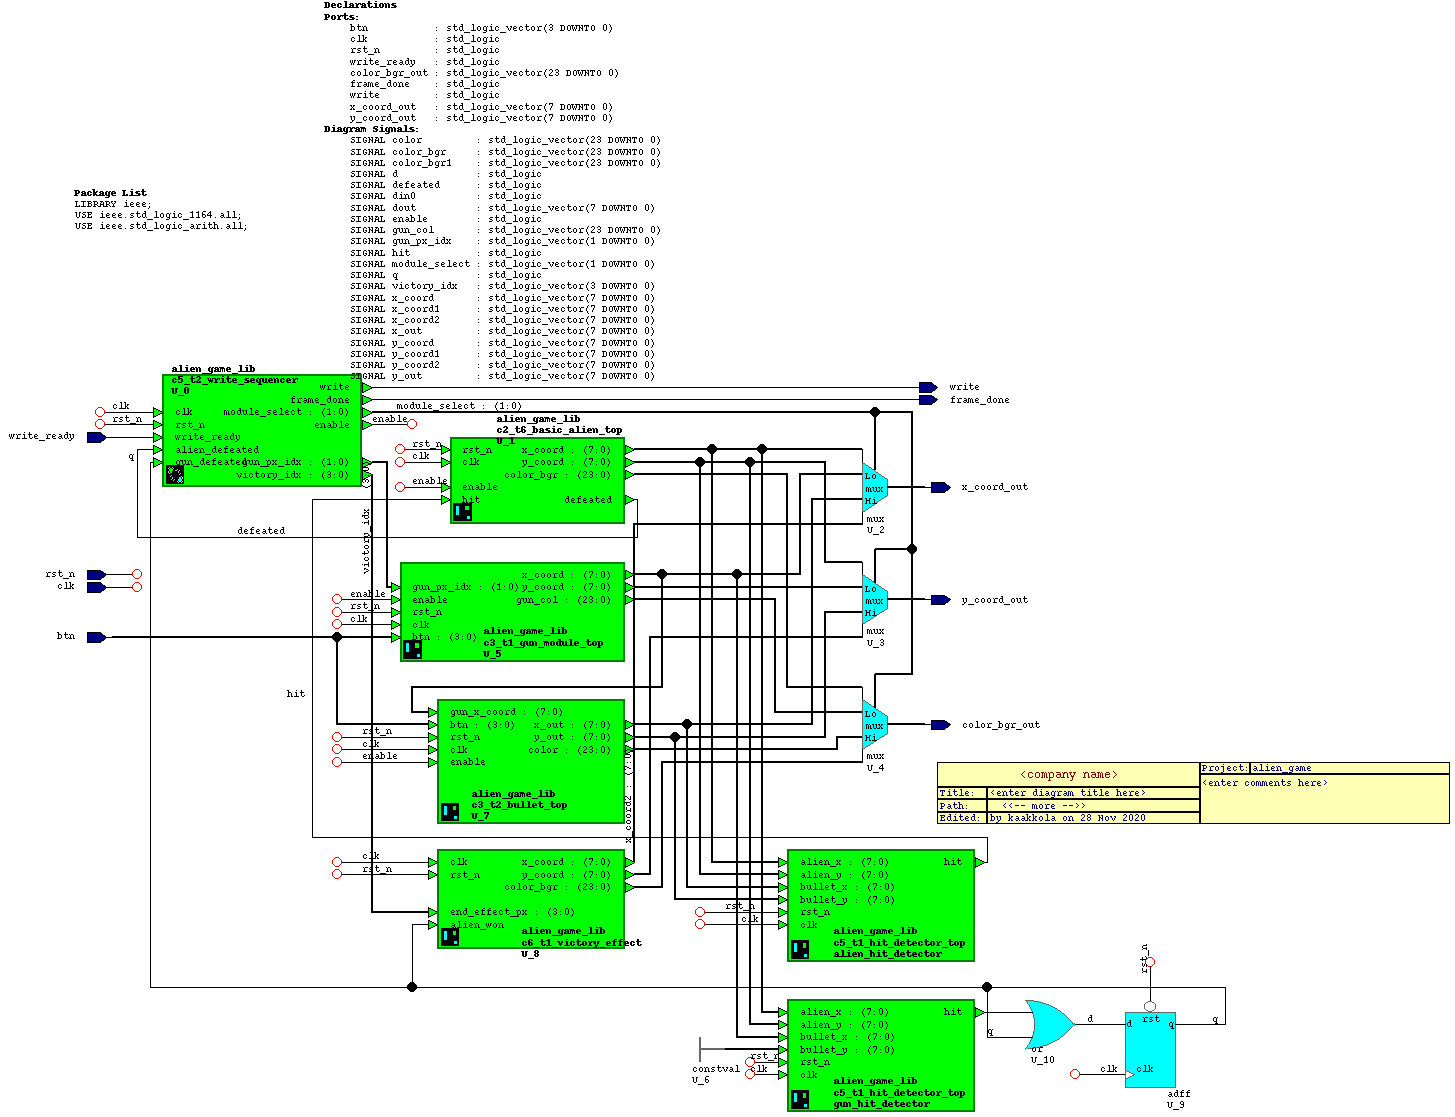 Declarations
Ports:
btn : std_logic_vector(3 DOWNTO 0)
clk : std_logic
rst_n : std_logic
write_ready : std_logic
color_bgr_out : std_logic_vector(23 DOWNTO 0)
frame_done : std_logic
write : std_logic
x_coord_out : std_logic_vector(7 DOWNTO 0)
y_coord_out : std_logic_vector(7 DOWNTO 0)
Diagram Signals:
SIGNAL color : std_logic_vector(23 DOWNTO 0)
SIGNAL color_bgr : std_logic_vector(23 DOWNTO 0)
SIGNAL color_bgr1 : std_logic_vector(23 DOWNTO 0)
SIGNAL d : std_logic
SIGNAL defeated : std_logic
SIGNAL din0 : std_logic
SIGNAL dout : std_logic_vector(7 DOWNTO 0)
SIGNAL enable : std_logic
SIGNAL gun_col : std_logic_vector(23 DOWNTO 0)
SIGNAL gun_px_idx : std_logic_vector(1 DOWNTO 0)
SIGNAL hit : std_logic
SIGNAL module_select : std_logic_vector(1 DOWNTO 0)
SIGNAL q : std_logic
SIGNAL victory_idx : std_logic_vector(3 DOWNTO 0)
SIGNAL x_coord : std_logic_vector(7 DOWNTO 0)
SIGNAL x_coord1 : std_logic_vector(7 DOWNTO 0)
SIGNAL x_coord2 : std_logic_vector(7 DOWNTO 0)
SIGNAL x_out : std_logic_vector(7 DOWNTO 0)
SIGNAL y_coord : std_logic_vector(7 DOWNTO 0)
SIGNAL y_coord1 : std_logic_vector(7 DOWNTO 0)
SIGNAL y_coord2 : std_logic_vector(7 DOWNTO 0)
SIGNAL y_out : std_logic_vector(7 DOWNTO 0)
Package List
LIBRARY ieee;
USE ieee.std_logic_1164.all;
USE ieee.std_logic_arith.all;
alien_game_lib
c5_t2_write_sequencer
U_0
write
frame_done
clk
clk module_select : (1:0)
rst_n
rst_n enable
write_ready
write_ready
alien_defeated
q
gun_defeated gun_px_idx : (1:0)
victory_idx : (3:0)
module_select : (1:0)
enable
write
frame_done
victory_idx
defeated
alien_game_lib
c2_t6_basic_alien_top
U_1
rst_n
rst_n x_coord : (7:0)
clk
clk y_coord : (7:0)
color_bgr : (23:0)
enable
enable
hit defeated
Lo
mux
Hi
mux
U_2
x_coord_out
rst_n
clk
btn
x_coord : (7:0)
gun_px_idx : (1:0) y_coord : (7:0)
enable
enable gun_col : (23:0)
rst_n
rst_n
clk
clk
btn : (3:0)
alien_game_lib
c3_t1_gun_module_top
U_5
Lo
mux
Hi
mux
U_3
y_coord_out
hit
gun_x_coord : (7:0)
btn : (3:0) x_out : (7:0)
rst_n
rst_n y_out : (7:0)
clk
clk color : (23:0)
enable
enable
alien_game_lib
c3_t2_bullet_top
U_7
x_coord2 : (7:0)
Lo
mux
Hi
mux
U_4
color_bgr_out
<company name>
Project: alien_game
<enter comments here>
Title: <enter diagram title here>
Path: <<-- more -->>
Edited: by kaakkola on 28 Nov 2020
clk
clk x_coord : (7:0)
rst_n
rst_n y_coord : (7:0)
color_bgr : (23:0)
end_effect_px : (3:0)
alien_won
alien_game_lib
c6_t1_victory_effect
U_8
alien_x : (7:0) hit
alien_y : (7:0)
bullet_x : (7:0)
bullet_y : (7:0)
rst_n
rst_n
clk
clk
alien_game_lib
c5_t1_hit_detector_top
alien_hit_detector
alien_x : (7:0) hit
alien_y : (7:0)
bullet_x : (7:0)
bullet_y : (7:0)
rst_n
rst_n
clk
clk
constval
U_6
alien_game_lib
c5_t1_hit_detector_top
gun_hit_detector
q
or
U_10
d
rst_n
rst
d q
q
clk
clk
adff
U_9